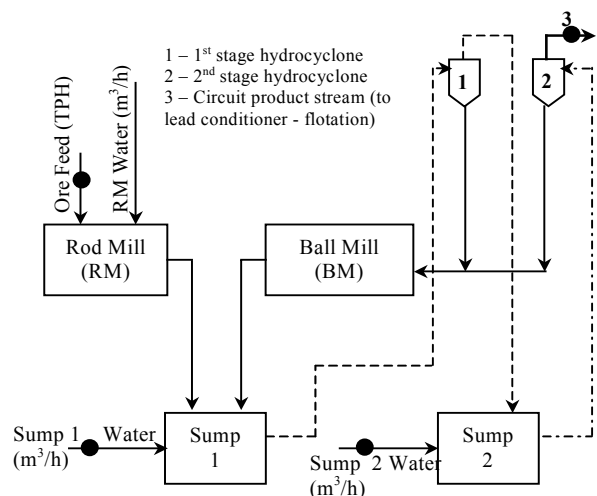 3
1 – 1st stage hydrocyclone
2 – 2nd stage hydrocyclone
3 – Circuit product stream (to
lead conditioner - flotation)
1
2
Ore Feed (TPH)
RM Water (m3/h)
Rod Mill
(RM)
Ball Mill
(BM)
Sump 1 Water
(m3/h)
Sump
1
Sump 2 Water
(m3/h)
Sump
2